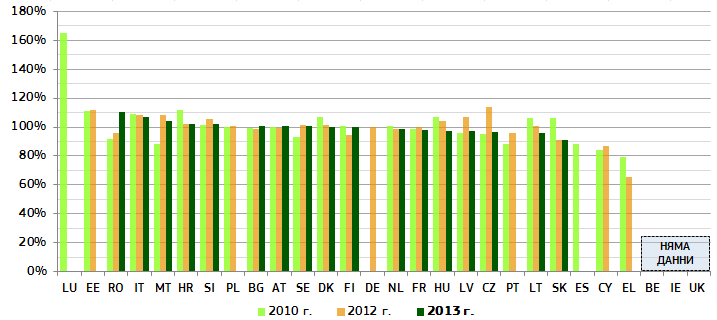 180%
160%
140%
120%
100%
80%
60%
40%
20%
0%
НЯМА
ДАННИ
LU EE RO IT MT HR SI PL BG AT SE DK FI DE NL FR HU LV CZ PT LT SK ES CY EL BE IE UK
2010 г. 2012 г. 2013 г.